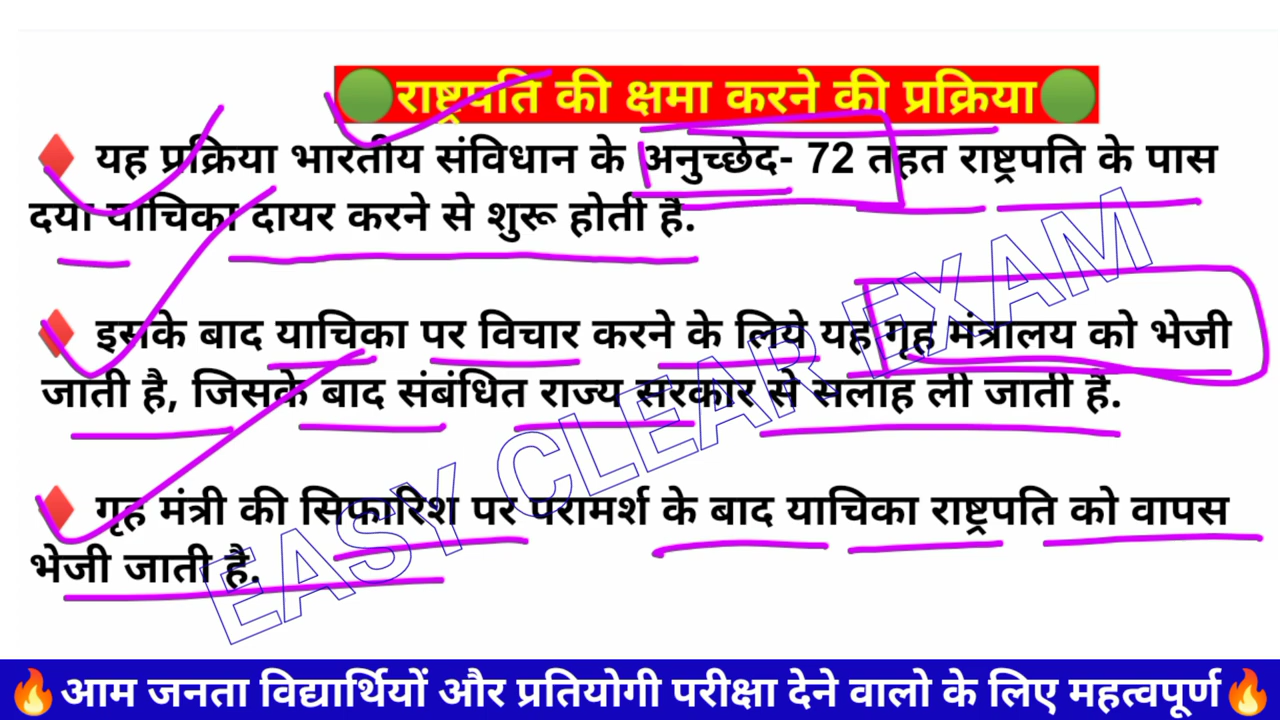 🟢राष्ट्रपति की क्षमा करने की प्रक्रिया🟢
♦️ यह प्रक्रिया भारतीय संविधान के अनुच्छेद- 72 तहत राष्ट्रपति के पास
दया याचिका दायर करने से शुरू होती है.
♦️ इसके बाद याचिका पर विचार करने के लिये यह गृह मंत्रालय को भेजी
जाती है, जिसके बाद संबंधित राज्य सरकार से सलाह ली जाती है.
♦️ गृह मंत्री की सिफारिश पर परामर्श के बाद याचिका राष्ट्रपति को वापस
भेजी जाती है.
EASY CLEAR EXAM
🔥आम जनता विद्यार्थियों और प्रतियोगी परीक्षा देने वालो के लिए महत्वपूर्ण🔥